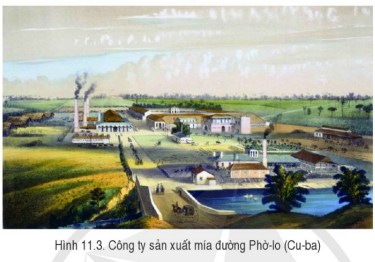 Hình 11.3. Công ty sản xuất mía đường Phờ-lo (Cu-ba)